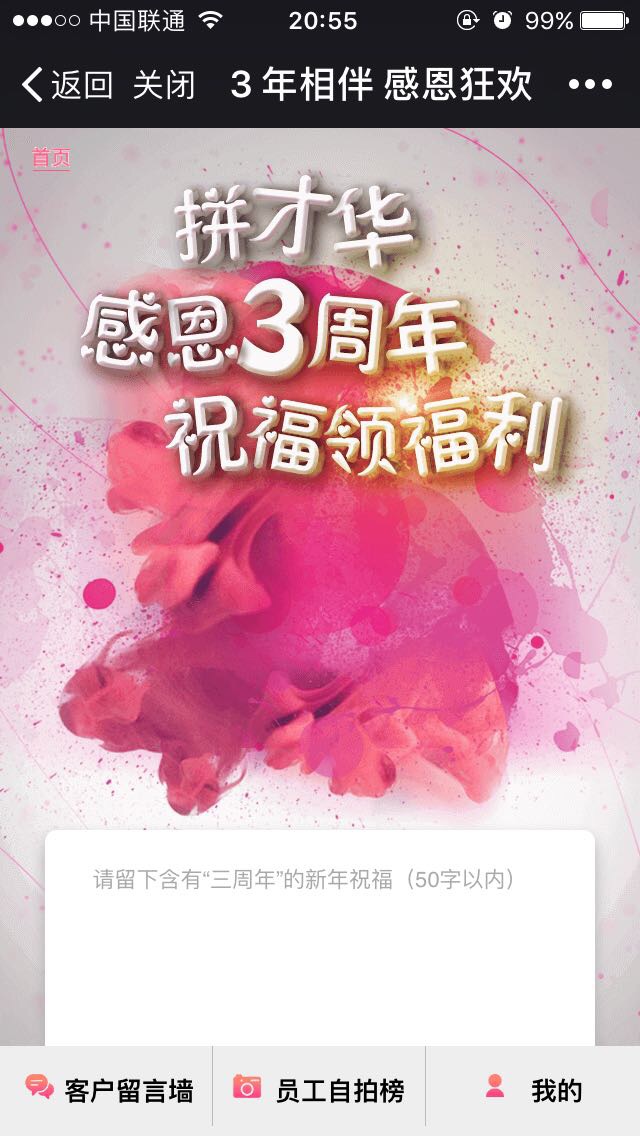 中国联通 20:55 99%
返回 关闭 3 年相伴 感恩狂欢
首页
拼才华
感恩3周年
祝福领福利
请留下含有“三周年”的新年祝福（50字以内）
客户留言墙 员工自拍榜 我的